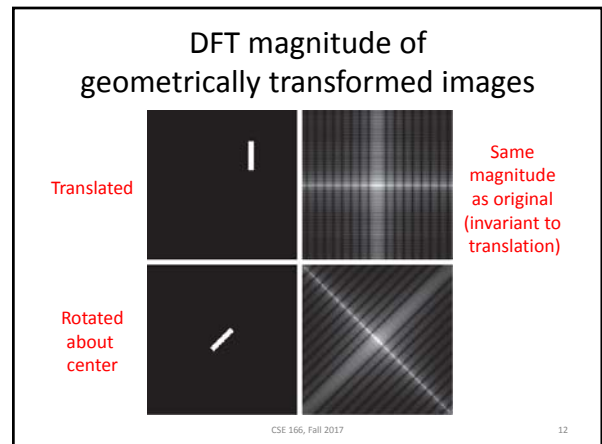 DFT magnitude of
geometrically transformed images
Translated
Same
magnitude
as original
(invariant to
translation)
Rotated
about
center
CSE 166, Fall 2017
12